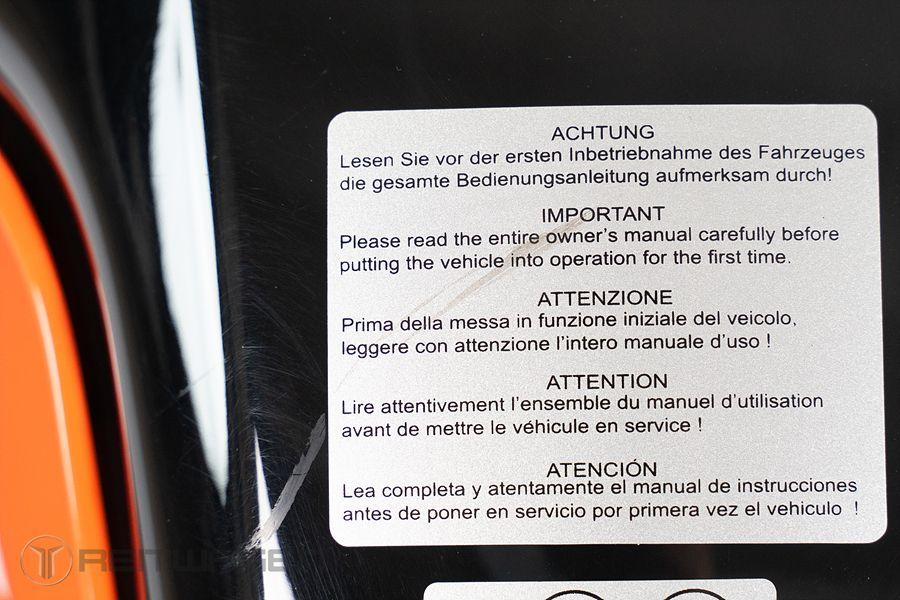 ACHTUNG
Lesen Sie vor der ersten Inbetriebnahme des Fahrzeuges
die gesamte Bedienungsanleitung aufmerksam durch!
IMPORTANT
Please read the entire owner's manual carefully before
putting the vehicle into operation for the first time.
ATTENZIONE
Prima della messa in funzione iniziale del veicolo,
leggere con attenzione l'intero manuale d'uso !
ATTENTION
Lire attentivement l'ensemble du manuel d'utilisation
avant de mettre le véhicule en service !
ATENCIÓN
Lea completa y atentamente el manual de instrucciones
antes de poner en servicio por primera vez el vehiculo !